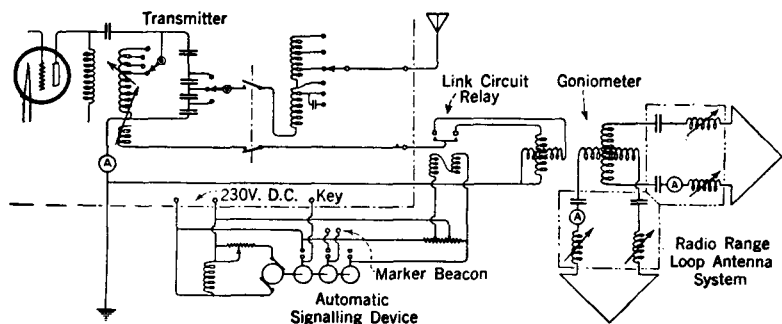 Transmitter
Link Circuit
Relay
Goniometer
A
230V. D.C. Key
A
A
Marker Beacon
Automatic
Signalling Device
Radio Range
Loop Antenna
System